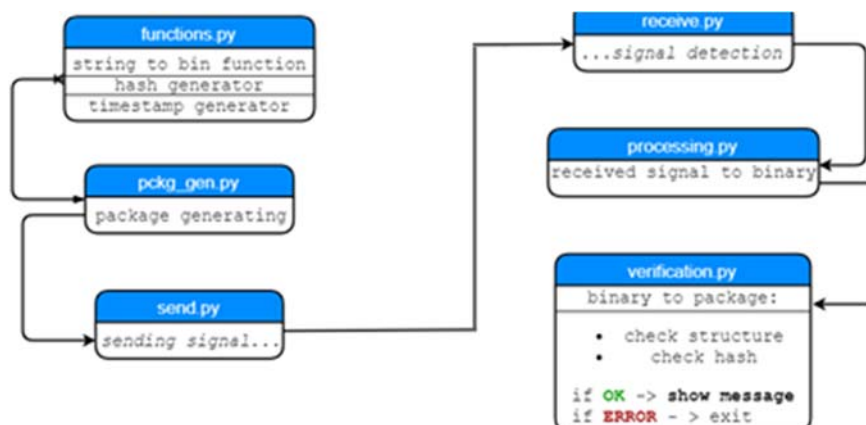 functions.py
string to bin function
hash generator
timestamp generator
pckg_gen.py
package generating
send.py
sending signal...
receive.py
...signal detection
processing.py
received signal to binary
verification.py
binary to package:
• check structure
• check hash
if OK -> show message
if ERROR - > exit